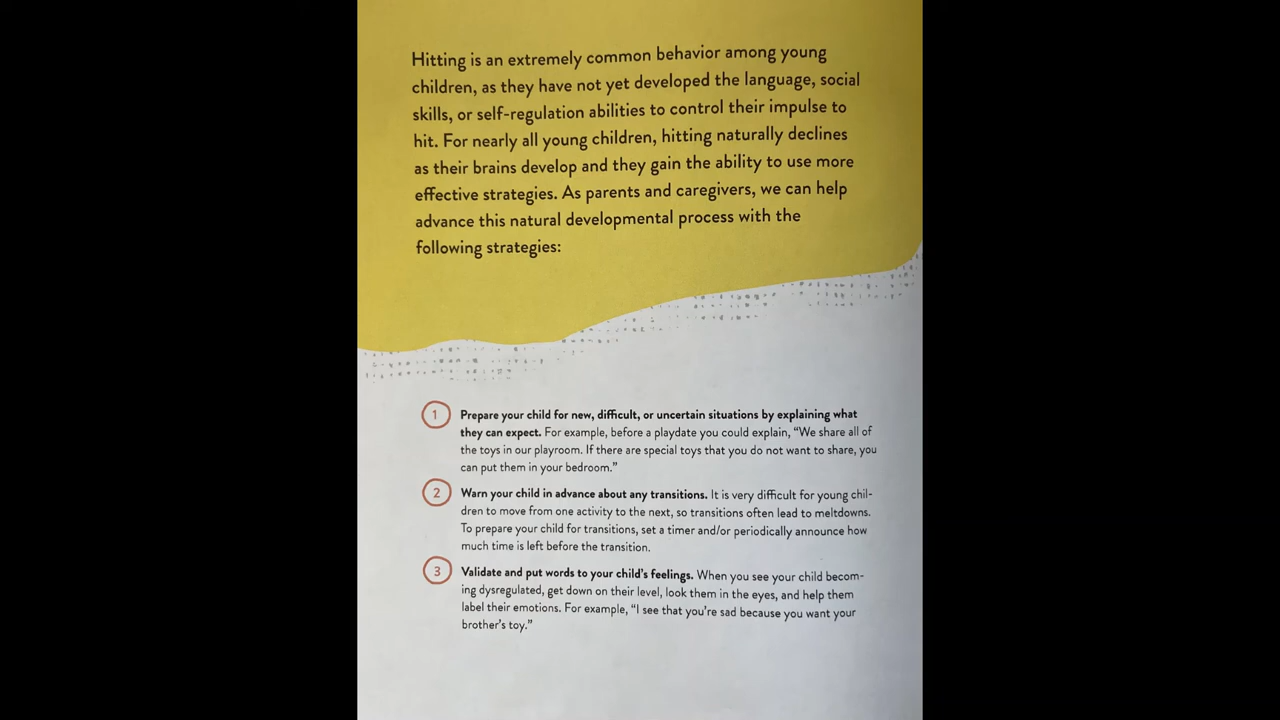 Hitting is an extremely common behavior among young
children, as they have not yet developed the language, social
skills, or self-regulation abilities to control their impulse to
hit. For nearly all young children, hitting naturally declines
as their brains develop and they gain the ability to use more
effective strategies. As parents and caregivers, we can help
advance this natural developmental process with the
following strategies:
1 Prepare your child for new, difficult, or uncertain situations by explaining what
they can expect. For example, before a playdate you could explain, “We share all of
the toys in our playroom. If there are special toys that you do not want to share, you
can put them in your bedroom.”
2 Warn your child in advance about any transitions. It is very difficult for young chil-
dren to move from one activity to the next, so transitions often lead to meltdowns.
To prepare your child for transitions, set a timer and/or periodically announce how
much time is left before the transition.
3 Validate and put words to your child’s feelings. When you see your child becom-
ing dysregulated, get down on their level, look them in the eyes, and help them
label their emotions. For example, “I see that you’re sad because you want your
brother’s toy.”